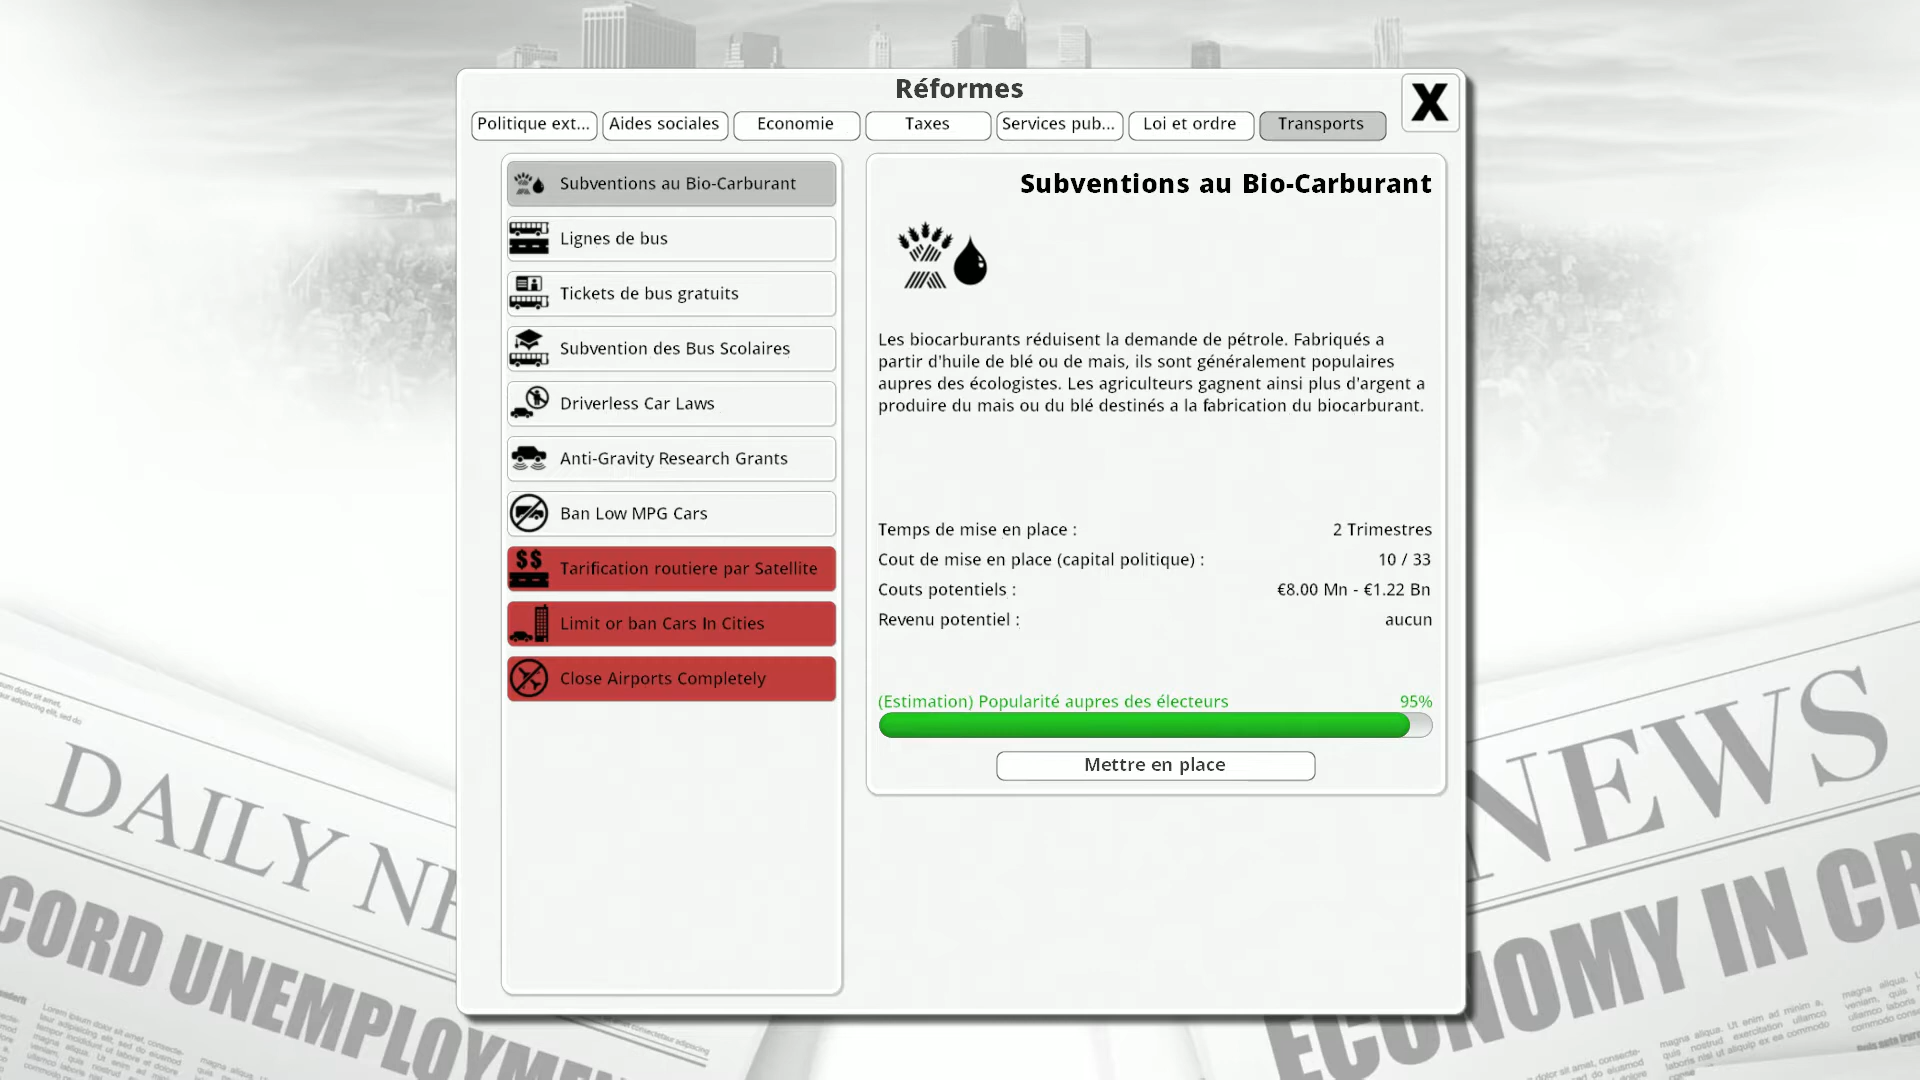 Réformes
X
Politique ext...
Aides sociales
Economie
Taxes
Services pub...
Loi et ordre
Transports
Subventions au Bio-Carburant
Lignes de bus
Tickets de bus gratuits
Subvention des Bus Scolaires
Driverless Car Laws
Anti-Gravity Research Grants
Ban Low MPG Cars
$$
Tarification routiere par Satellite
Limit or ban Cars In Cities
Close Airports Completely
Subventions au Bio-Carburant
Les biocarburants réduisent la demande de pétrole. Fabriqués a
partir d'huile de blé ou de mais, ils sont généralement populaires
aupres des écologistes. Les agriculteurs gagnent ainsi plus d'argent a
produire du mais ou du blé destinés a la fabrication du biocarburant.
Temps de mise en place : 2 Trimestres
Cout de mise en place (capital politique) : 10 / 33
Couts potentiels : €8.00 Mn - €1.22 Bn
Revenu potentiel : aucun
(Estimation) Popularité aupres des électeurs 95%
Mettre en place
DAILY NE
CORD UNEMPLOYME
NEWS
ECONOMY IN CR